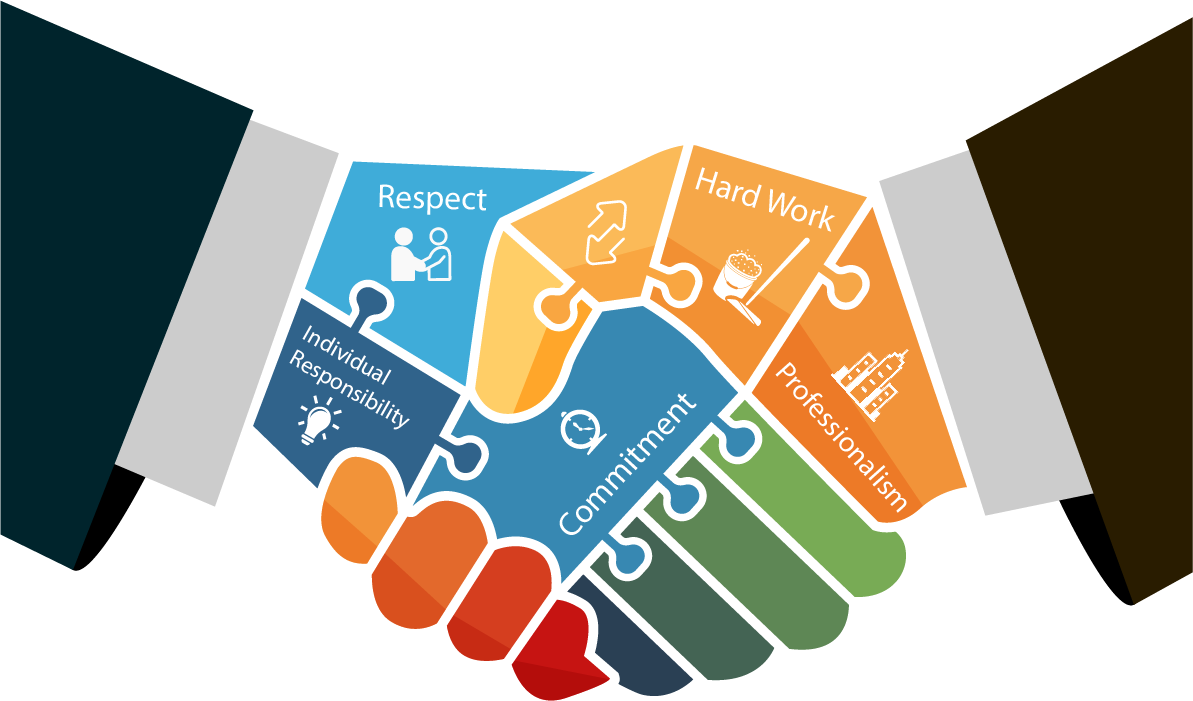 Respect
Hard Work
Individual
Responsibility
Commitment
Professionalism